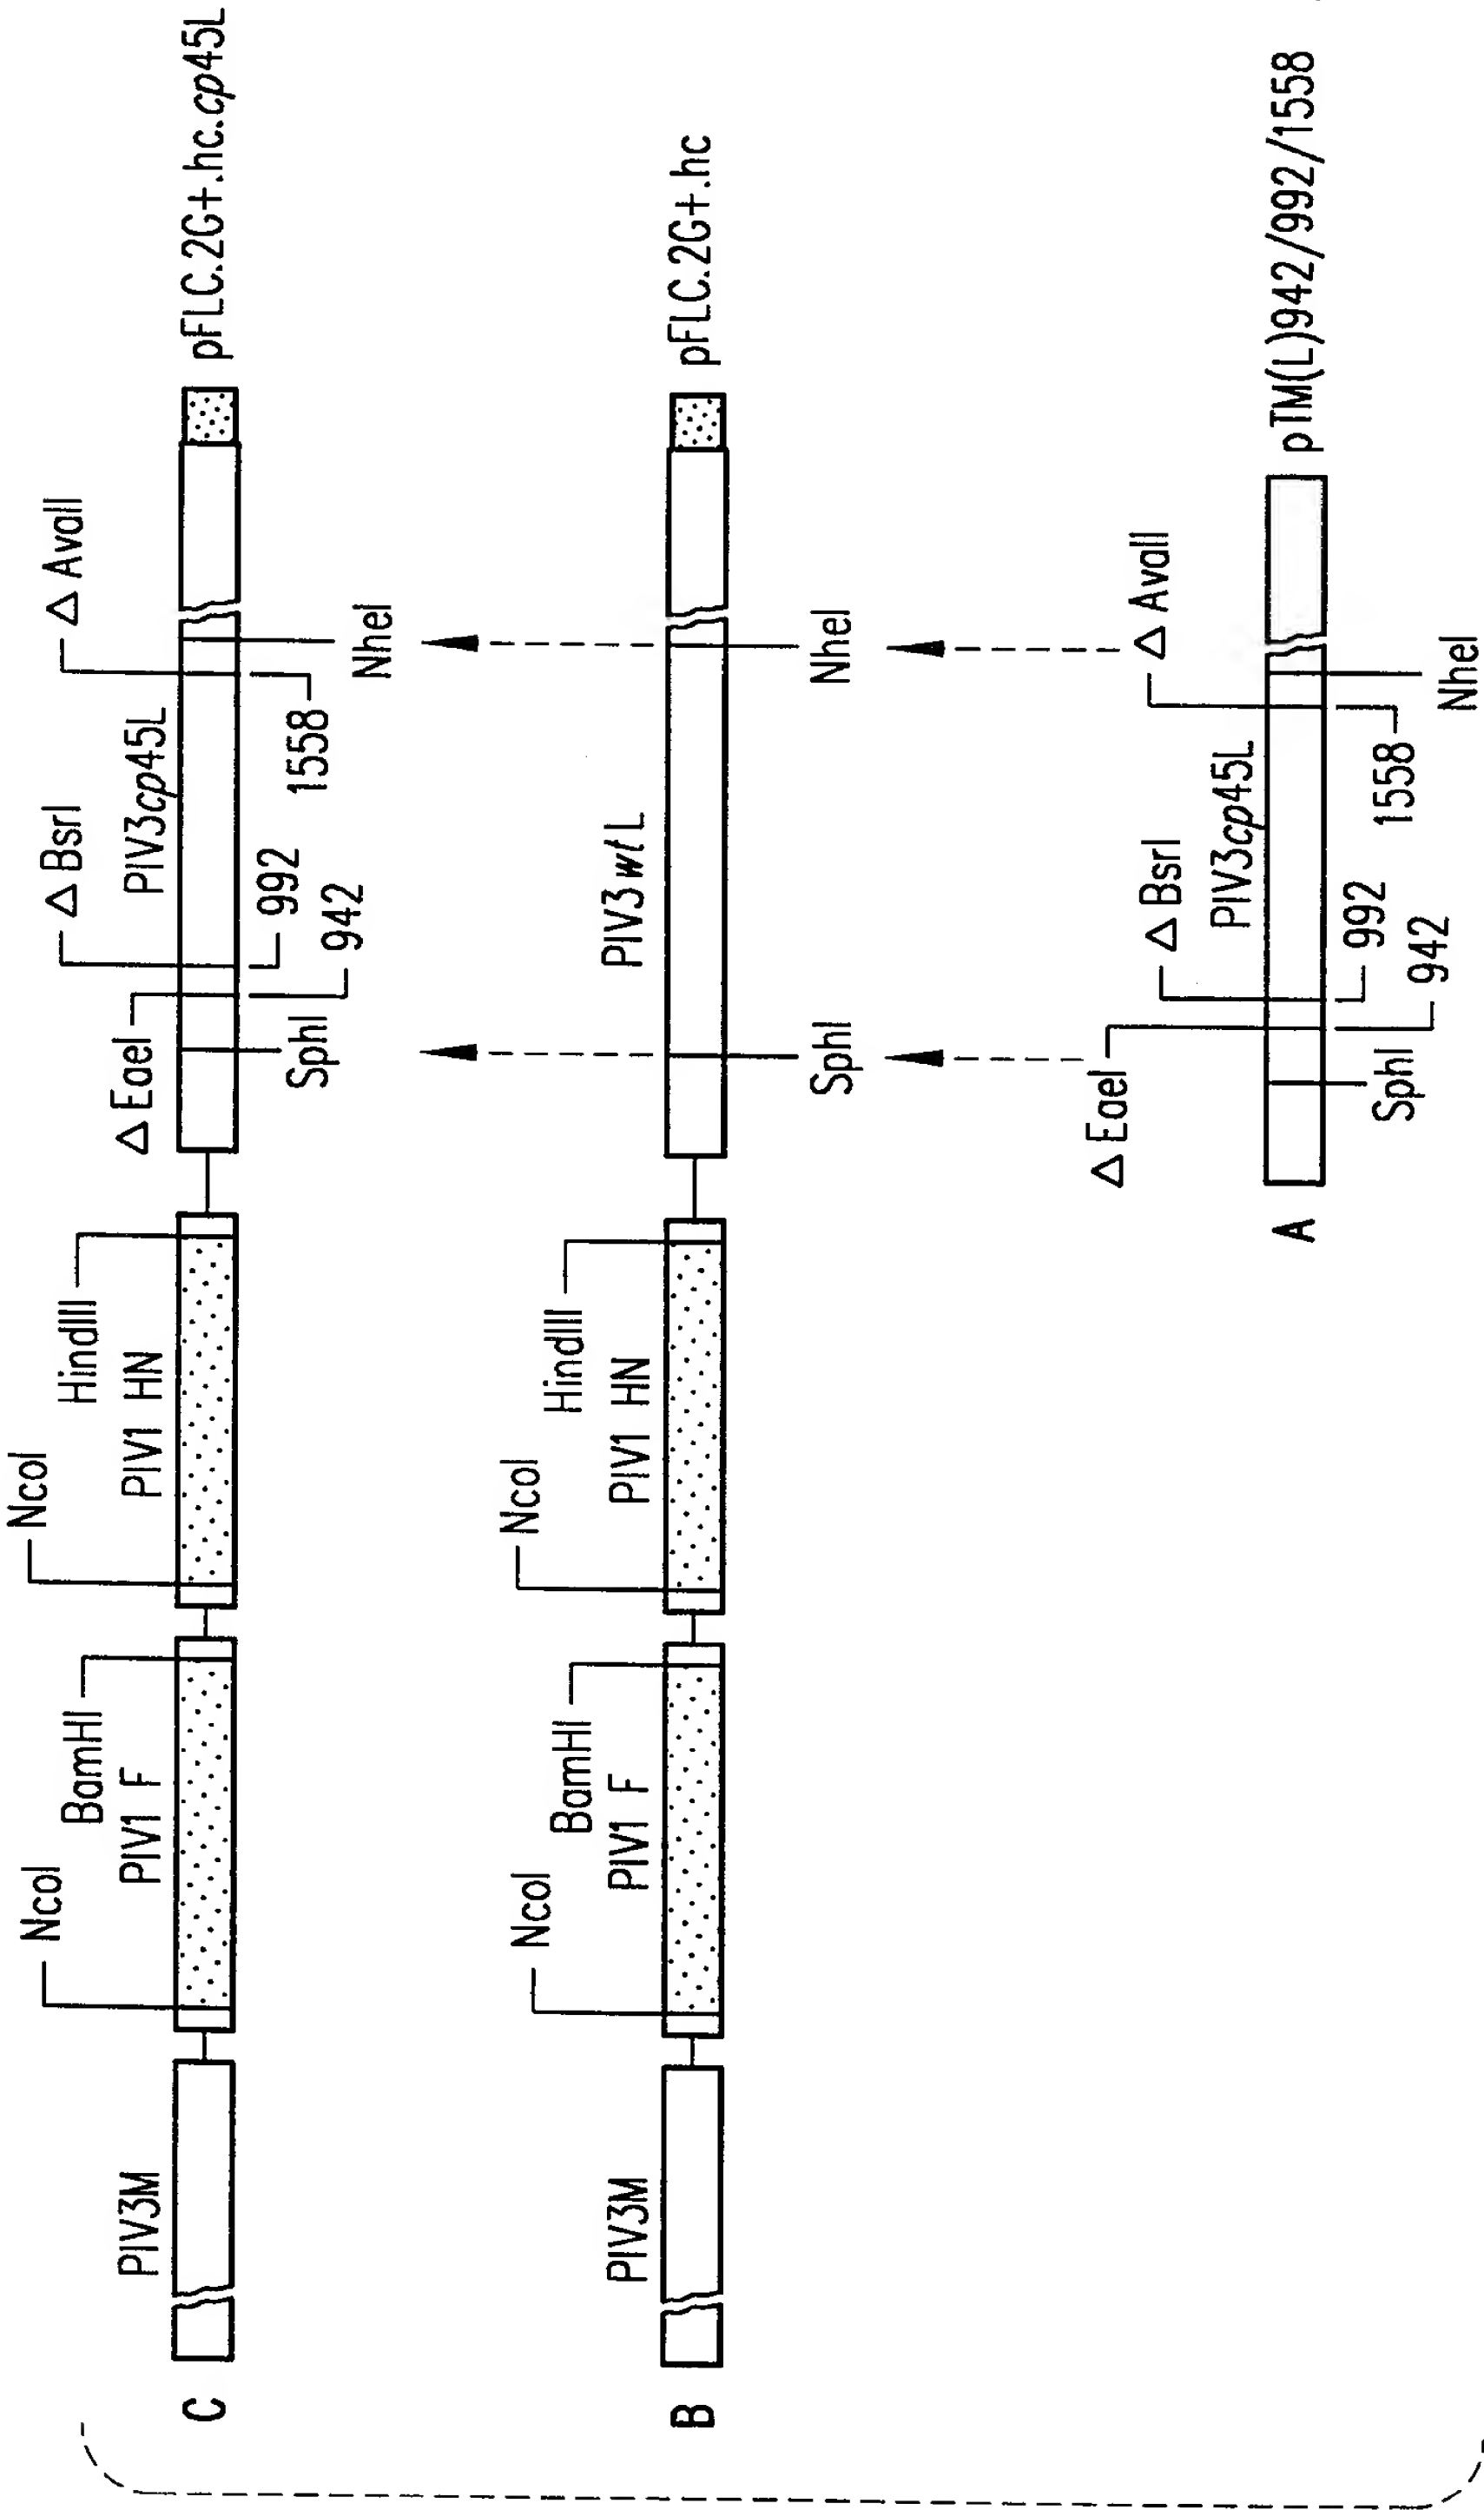 C
PIV3M
NcoI
BamHI
PIV1 F
NcoI
HindIII
PIV1 HN
Δ EaeI
Δ BsrI
Δ AvaII
PIV3cp45L
SphI
942
992
1558
NheI
pFLC.2G+.hc.cp45L
B
PIV3M
NcoI
BamHI
PIV1 F
NcoI
HindIII
PIV1 HN
PIV3 wt L
SphI
NheI
pFLC.2G+.hc
A
Δ EaeI
Δ BsrI
Δ AvaII
PIV3cp45L
SphI
942
992
1558
NheI
pTM(L)942/992/1558